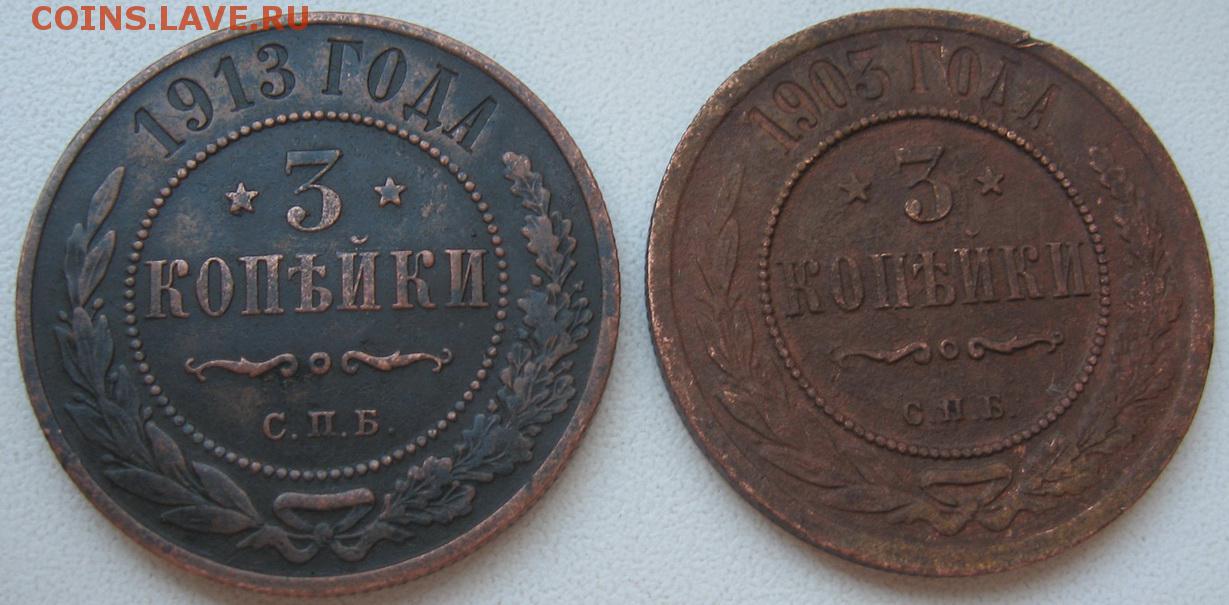 COINS.LAVE.RU
1913 ГОДА
3
КОПѢЙКИ
С.П.Б.
1903 ГОДА
3
КОПѢЙКИ
С.П.Б.